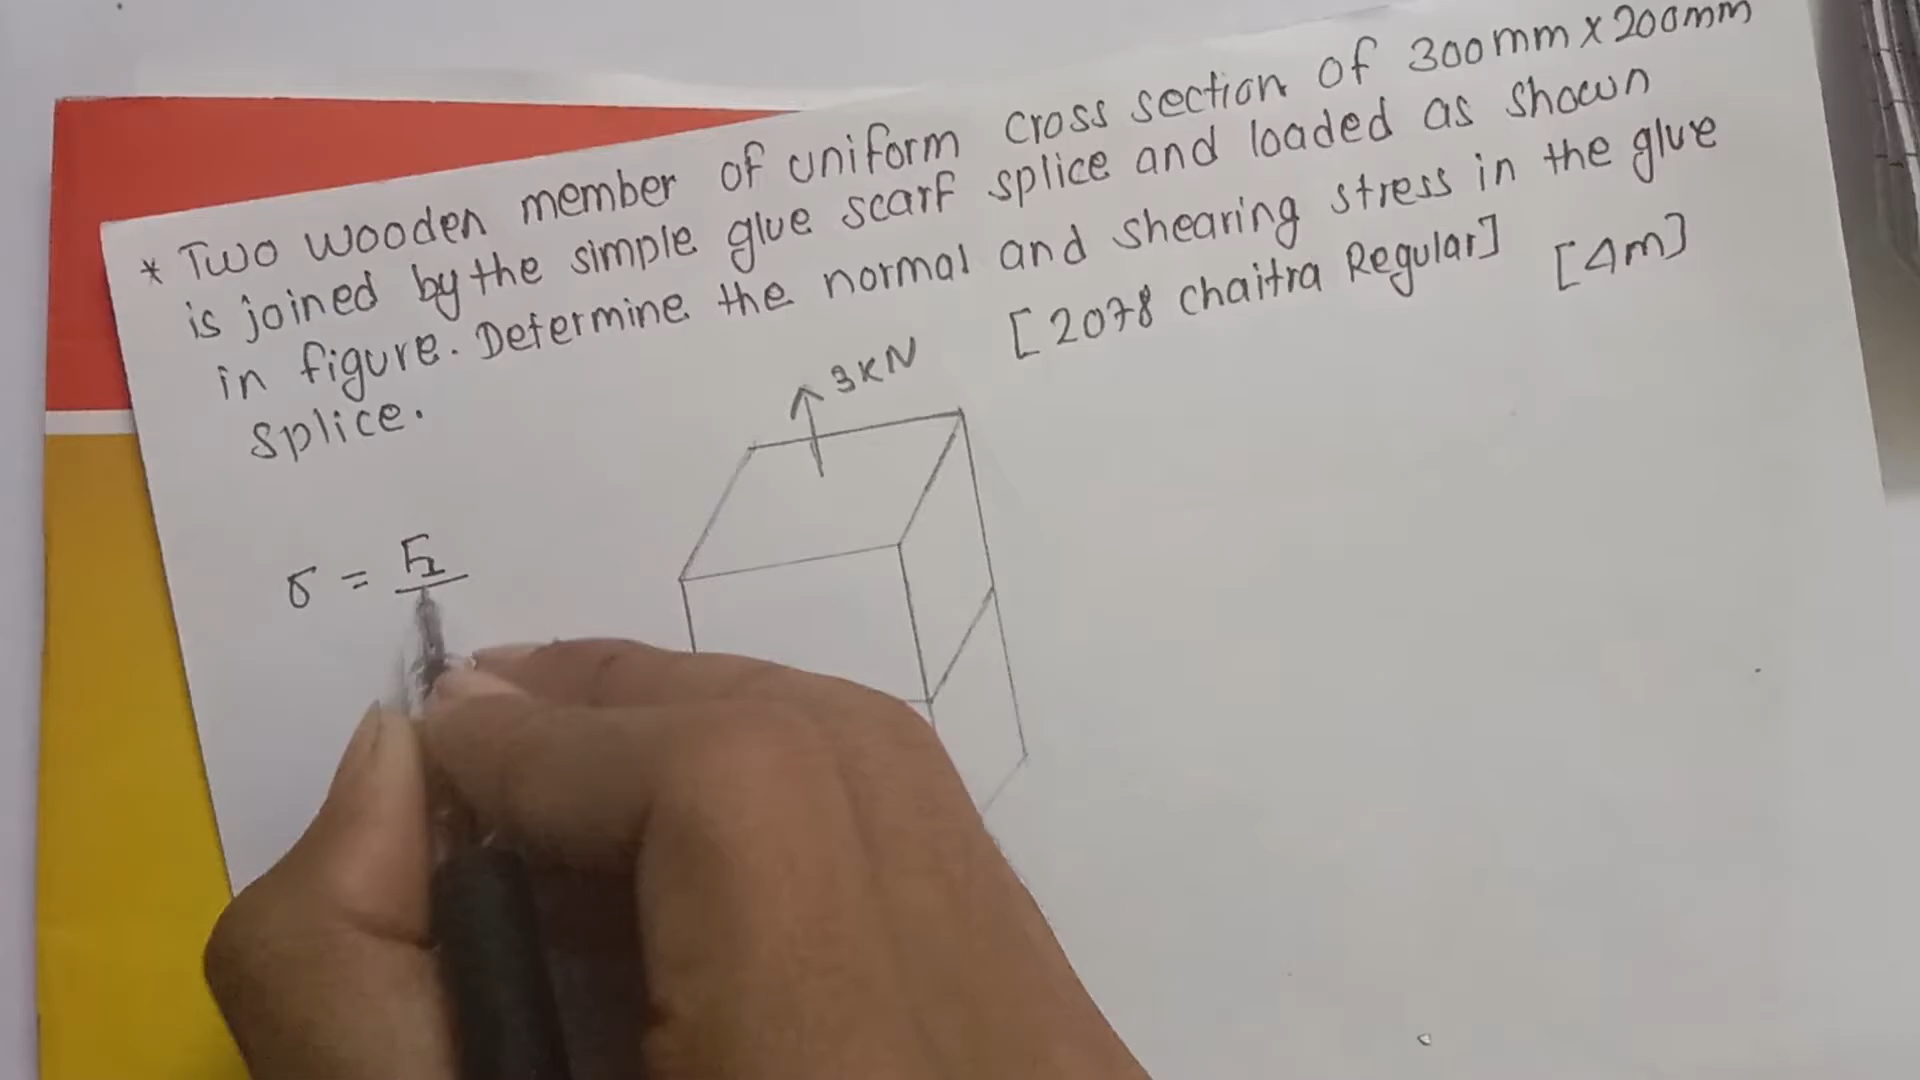 * Two wooden member of uniform cross section of 300mm x 200mm
is joined by the simple glue scarf splice and loaded as shown
in figure. Determine the normal and shearing stress in the glue
splice.
[2078 Chaitra Regular] [4m]
3KN
σ = F⊥